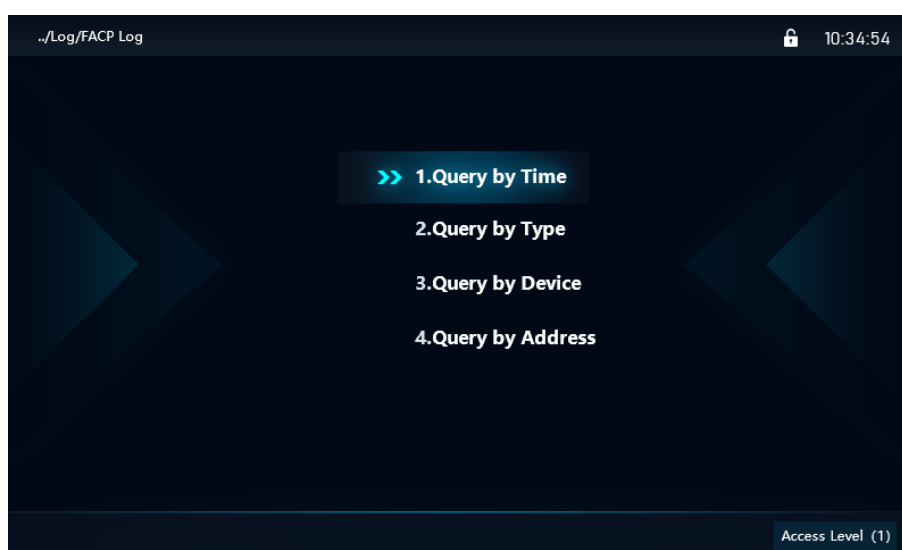 ../Log/FACP Log
10:34:54
1.Query by Time
2.Query by Type
3.Query by Device
4.Query by Address
Access Level (1)